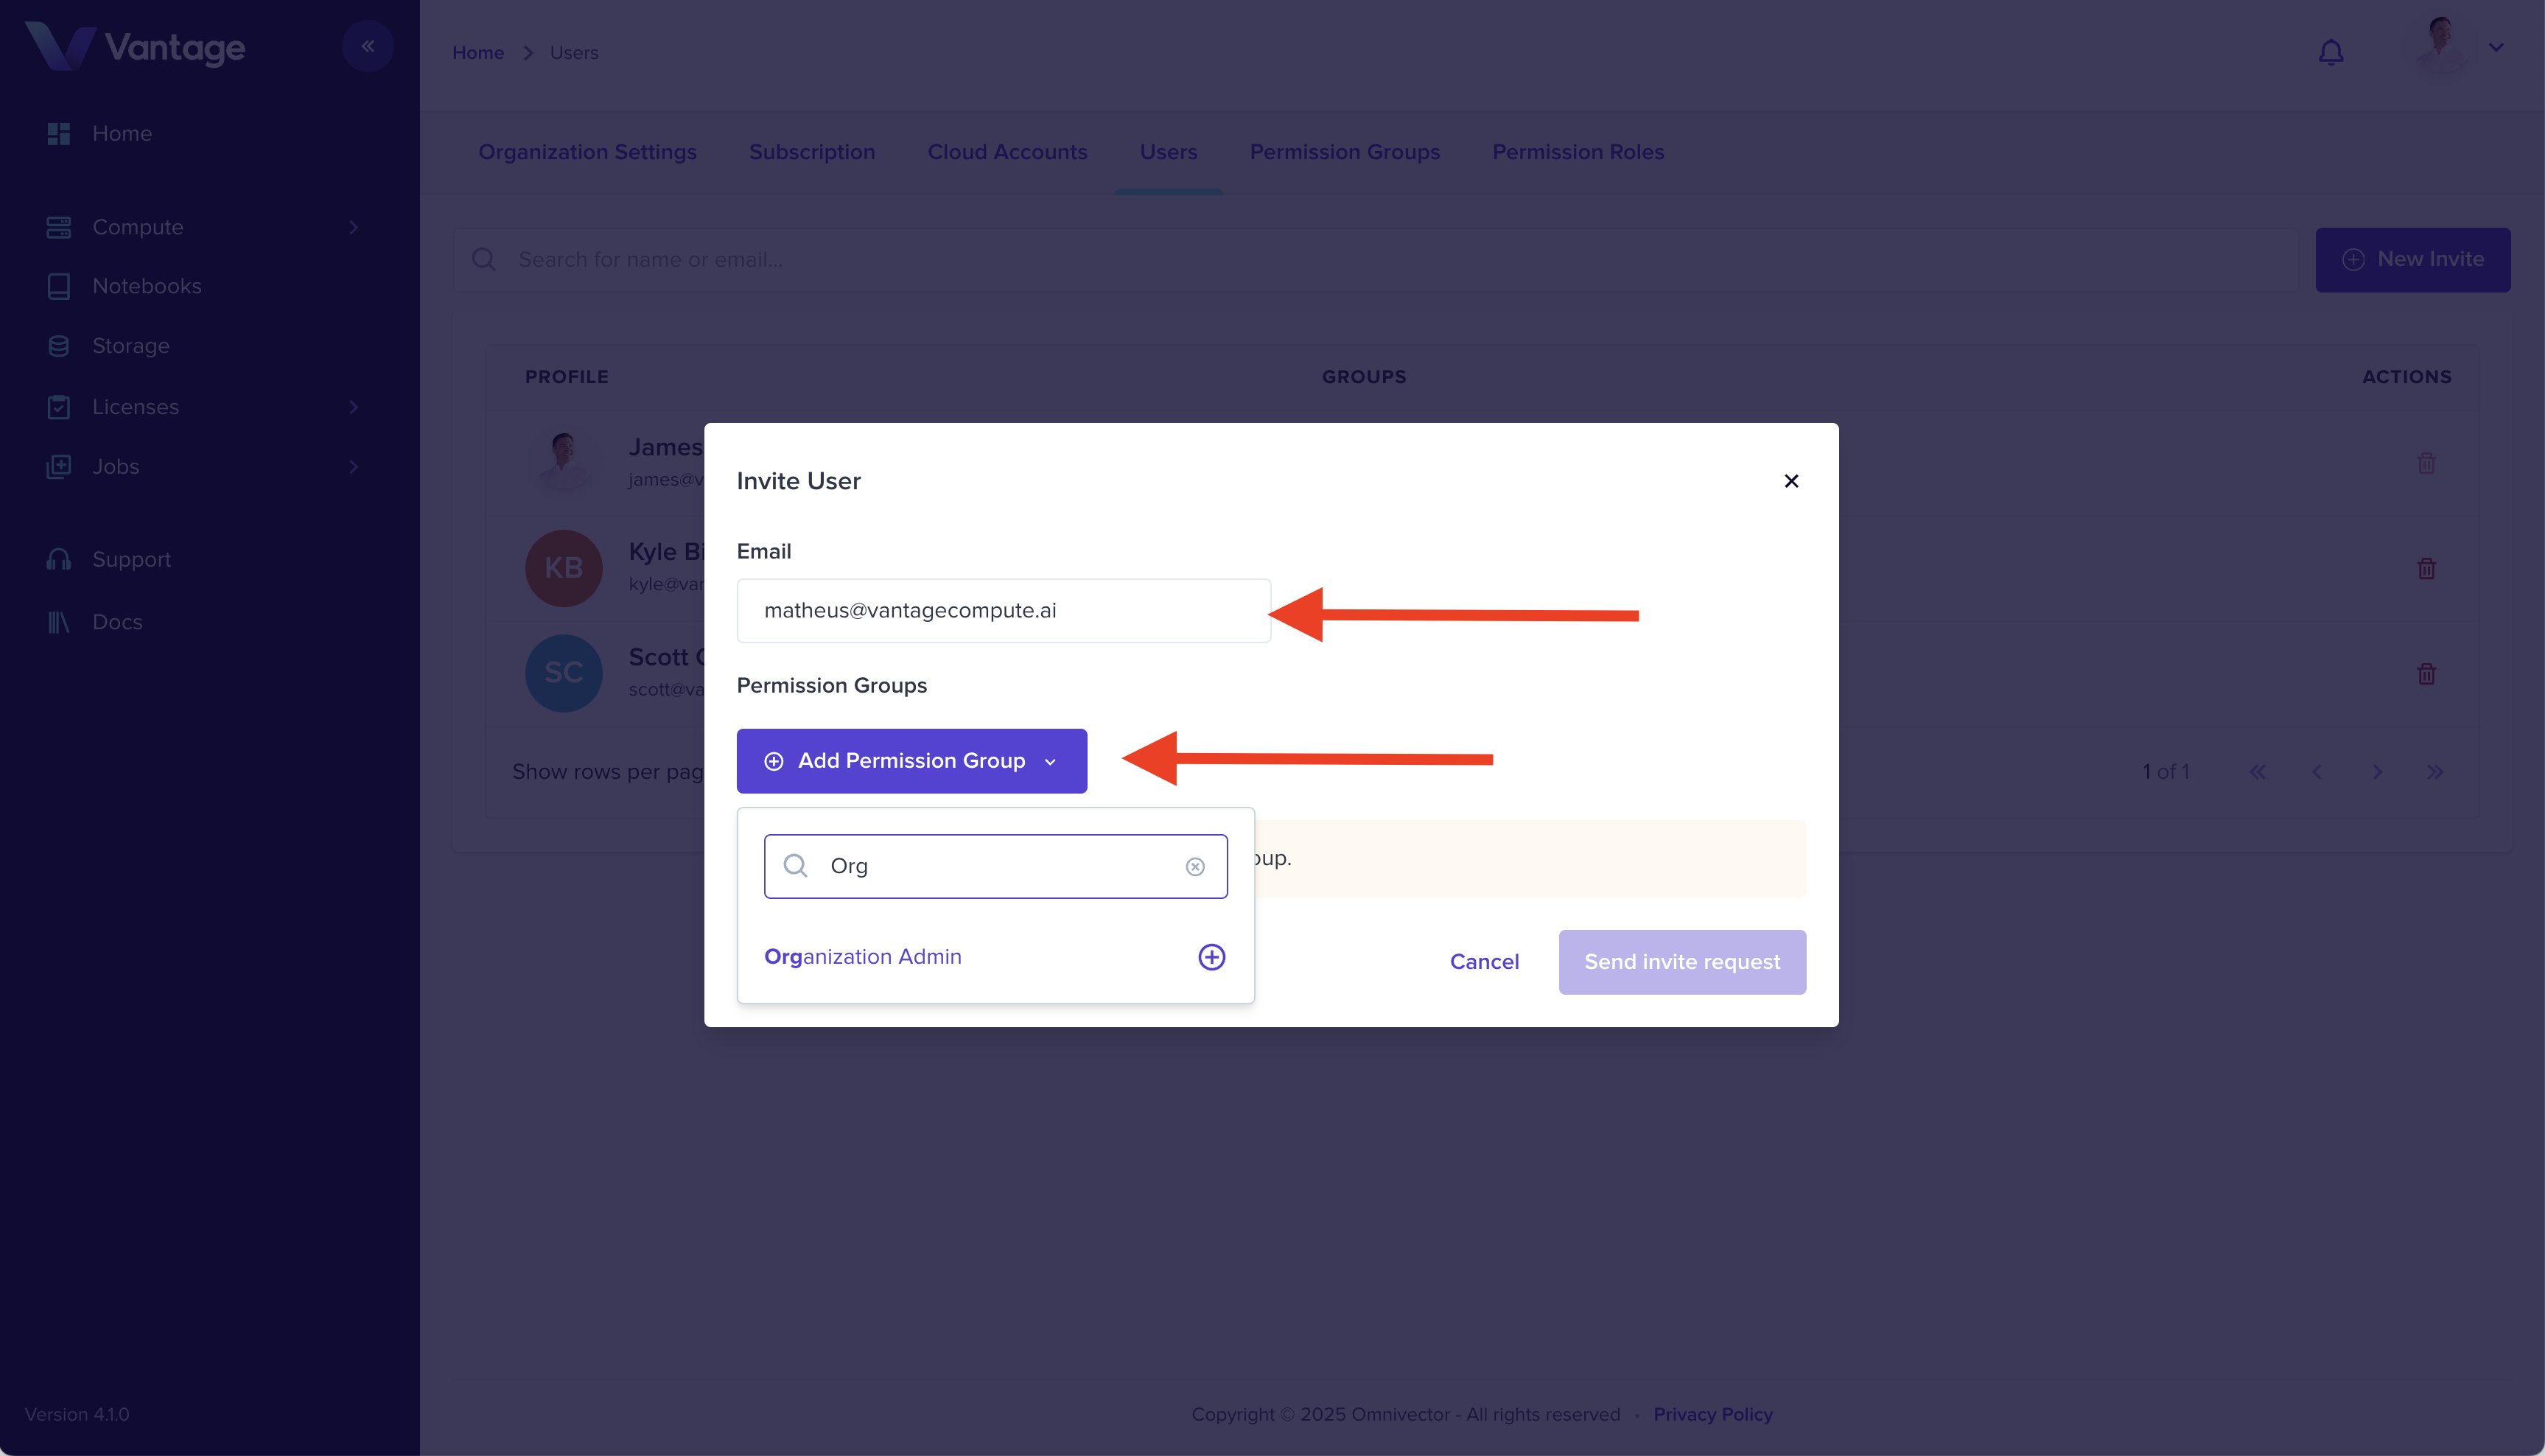 Vantage
Home
Compute
Notebooks
Storage
Licenses
Jobs
Support
Docs
Version 4.1.0
Home Users
Organization Settings Subscription Cloud Accounts Users Permission Groups Permission Roles
Search for name or email...
New Invite
PROFILE GROUPS ACTIONS
James
james@v
KB
Kyle B
kyle@var
SC
Scott
scott@va
Show rows per pag
1 of 1
Invite User
Email
matheus@vantagecompute.ai
Permission Groups
Add Permission Group
Org
oup.
Organization Admin
Cancel
Send invite request
Copyright © 2025 Omnivector - All rights reserved • Privacy Policy